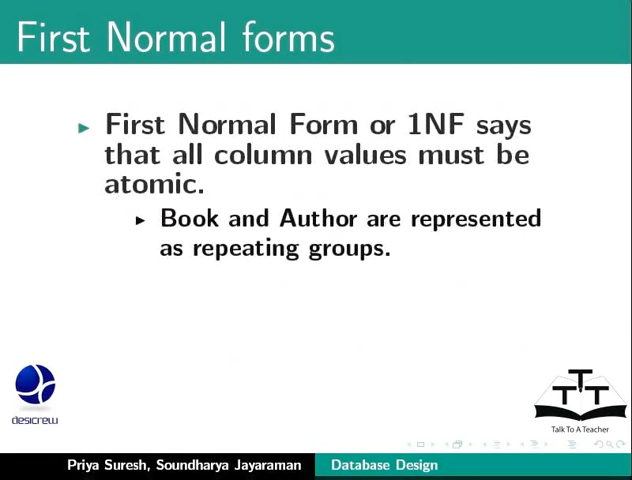 First Normal forms
First Normal Form or 1NF says
that all column values must be
atomic.
Book and Author are represented
as repeating groups.
desicrew
TTT
Talk To A Teacher
Priya Suresh, Soundharya Jayaraman
Database Design